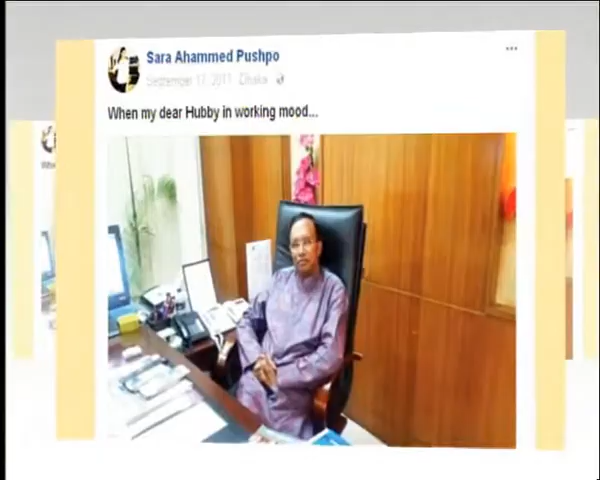 Sara Ahammed Pushpo
September 17, 2017 · Dhaka
When my dear Hubby in working mood...